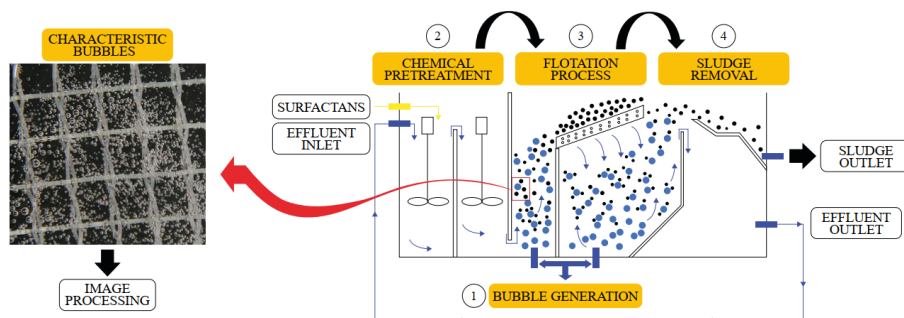 CHARACTERISTIC
BUBBLES
IMAGE
PROCESSING
2
CHEMICAL
PRETREATMENT
3
FLOTATION
PROCESS
4
SLUDGE
REMOVAL
SURFACTANS
EFFLUENT
INLET
SLUDGE
OUTLET
EFFLUENT
OUTLET
1
BUBBLE GENERATION